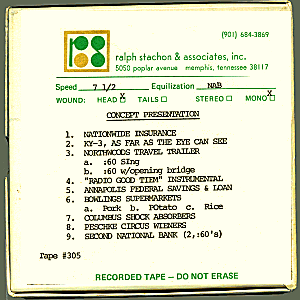 (901) 684-3869
ralph stachon & associates, inc.
5050 poplar avenue memphis, tennessee 38117
Speed 7 1/2 Equilization NAB
WOUND: HEAD X TAILS STEREO MONO X
CONCEPT PRESENTATION
1. NATIONWIDE INSURANCE
2. KY-3, AS FAR AS THE EYE CAN SEE
3. NORTHWOODS TRAVEL TRAILER
a. :60 SIng
b. :60 w/opening bridge
4. "RADIO GOOD TIEM" INSTRUMENTAL
5. ANNAPOLIS FEDERAL SAVINGS & LOAN
6. BOWLINGS SUPERMARKETS
a. Pork b. POtato c. Rice
7. COLUMBUS SHOCK ABSORBERS
8. PESCHKE CIRCUS WIENERS
9. SECOND NATIONAL BANK (2,:60's)
Tape #305
RECORDED TAPE — DO NOT ERASE